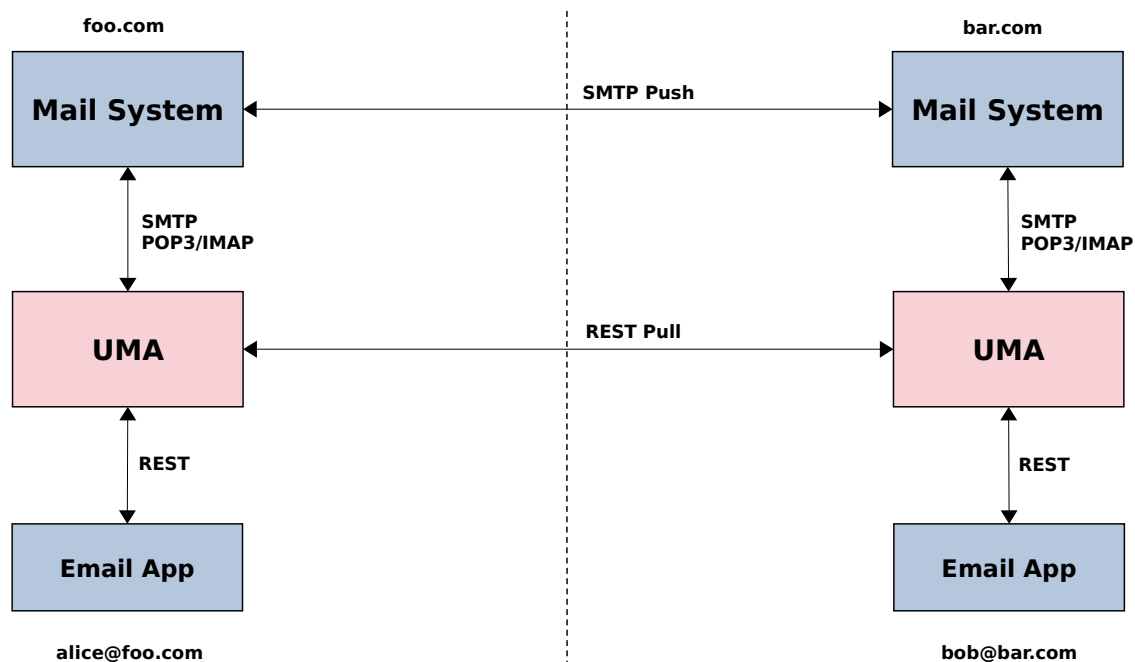 foo.com
bar.com
Mail System
SMTP Push
Mail System
SMTP
POP3/IMAP
SMTP
POP3/IMAP
UMA
REST Pull
UMA
REST
REST
Email App
Email App
alice@foo.com
bob@bar.com